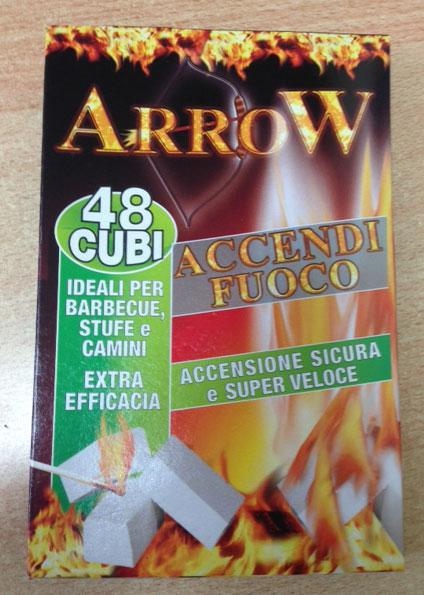 ARROW
48
CUBI
IDEALI PER
BARBECUE,
STUFE e
CAMINI
EXTRA
EFFICACIA
ACCENDI
FUOCO
ACCENSIONE SICURA
e SUPER VELOCE